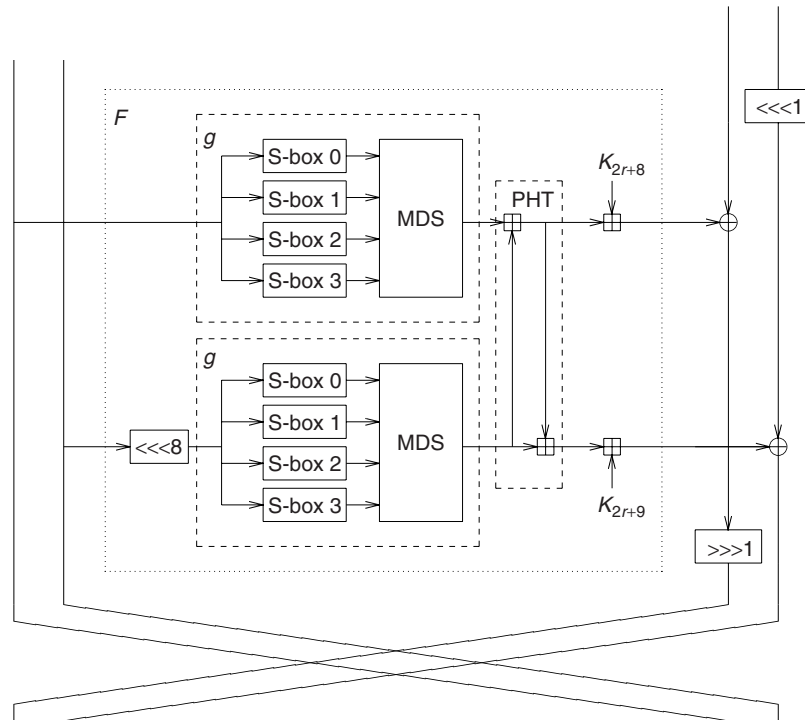 <<<1
F
g
S-box 0
S-box 1
S-box 2
S-box 3
MDS
PHT
K2r+8
g
S-box 0
S-box 1
S-box 2
S-box 3
MDS
<<<8
K2r+9
>>>1